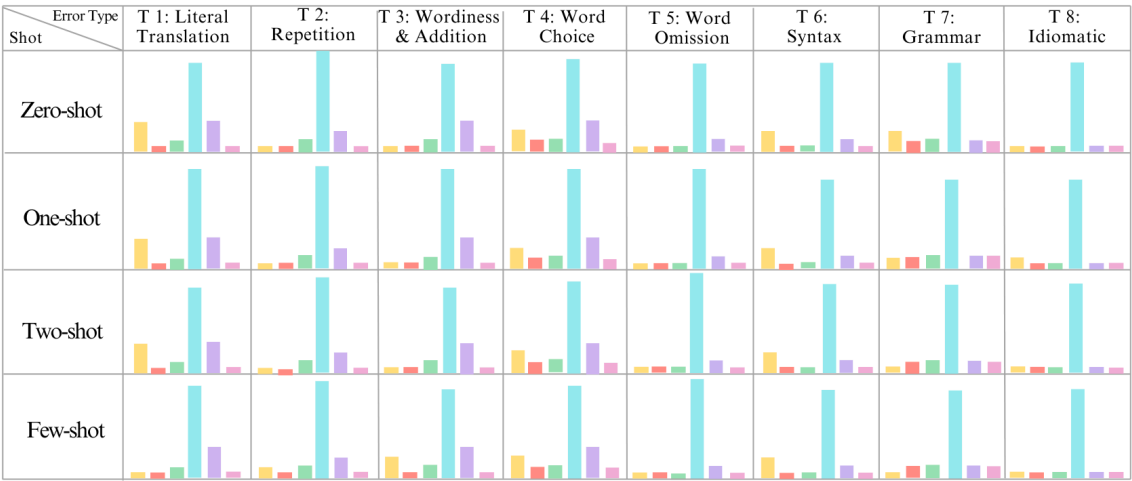 Error Type
Shot
T 1: Literal
Translation
T 2:
Repetition
T 3: Wordiness
& Addition
T 4: Word
Choice
T 5: Word
Omission
T 6:
Syntax
T 7:
Grammar
T 8:
Idiomatic
Zero-shot
One-shot
Two-shot
Few-shot